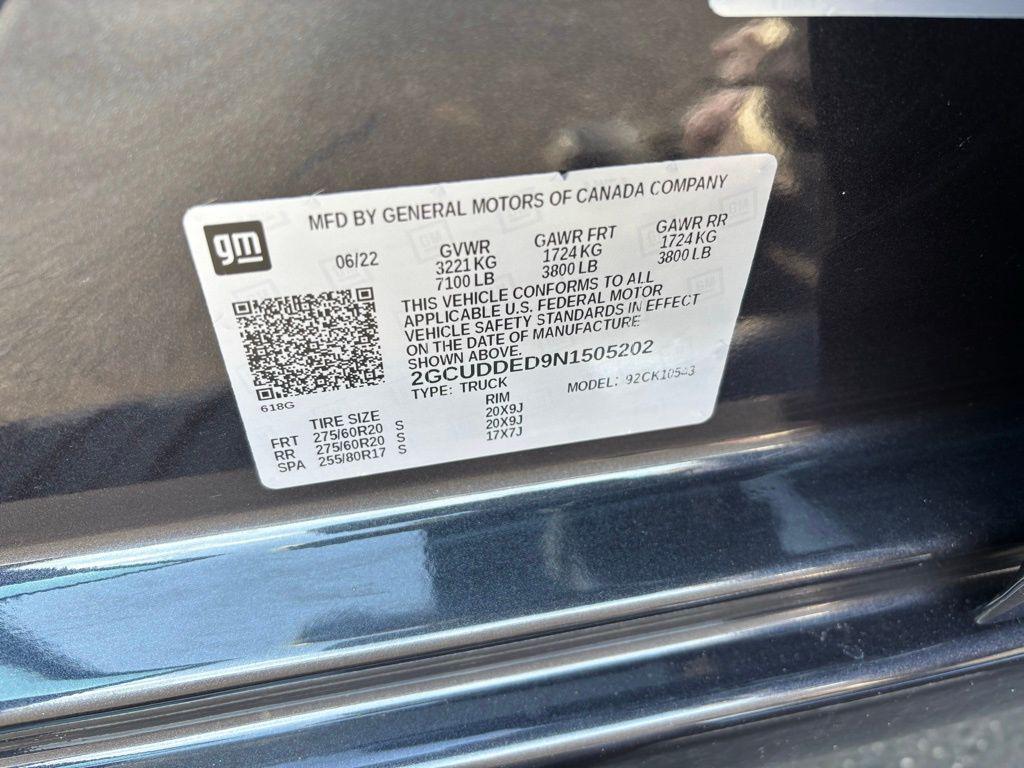 MFD BY GENERAL MOTORS OF CANADA COMPANY
gm
06/22
GVWR
3221 KG
7100 LB
GAWR FRT
1724 KG
3800 LB
GAWR RR
1724 KG
3800 LB
THIS VEHICLE CONFORMS TO ALL
APPLICABLE U.S. FEDERAL MOTOR
VEHICLE SAFETY STANDARDS IN EFFECT
ON THE DATE OF MANUFACTURE
SHOWN ABOVE.
2GCUDDED9N1505202
TYPE: TRUCK
MODEL: 92CK10543
618G
TIRE SIZE RIM
FRT 275/60R20 S 20X9J
RR 275/60R20 S 20X9J
SPA 255/80R17 S 17X7J